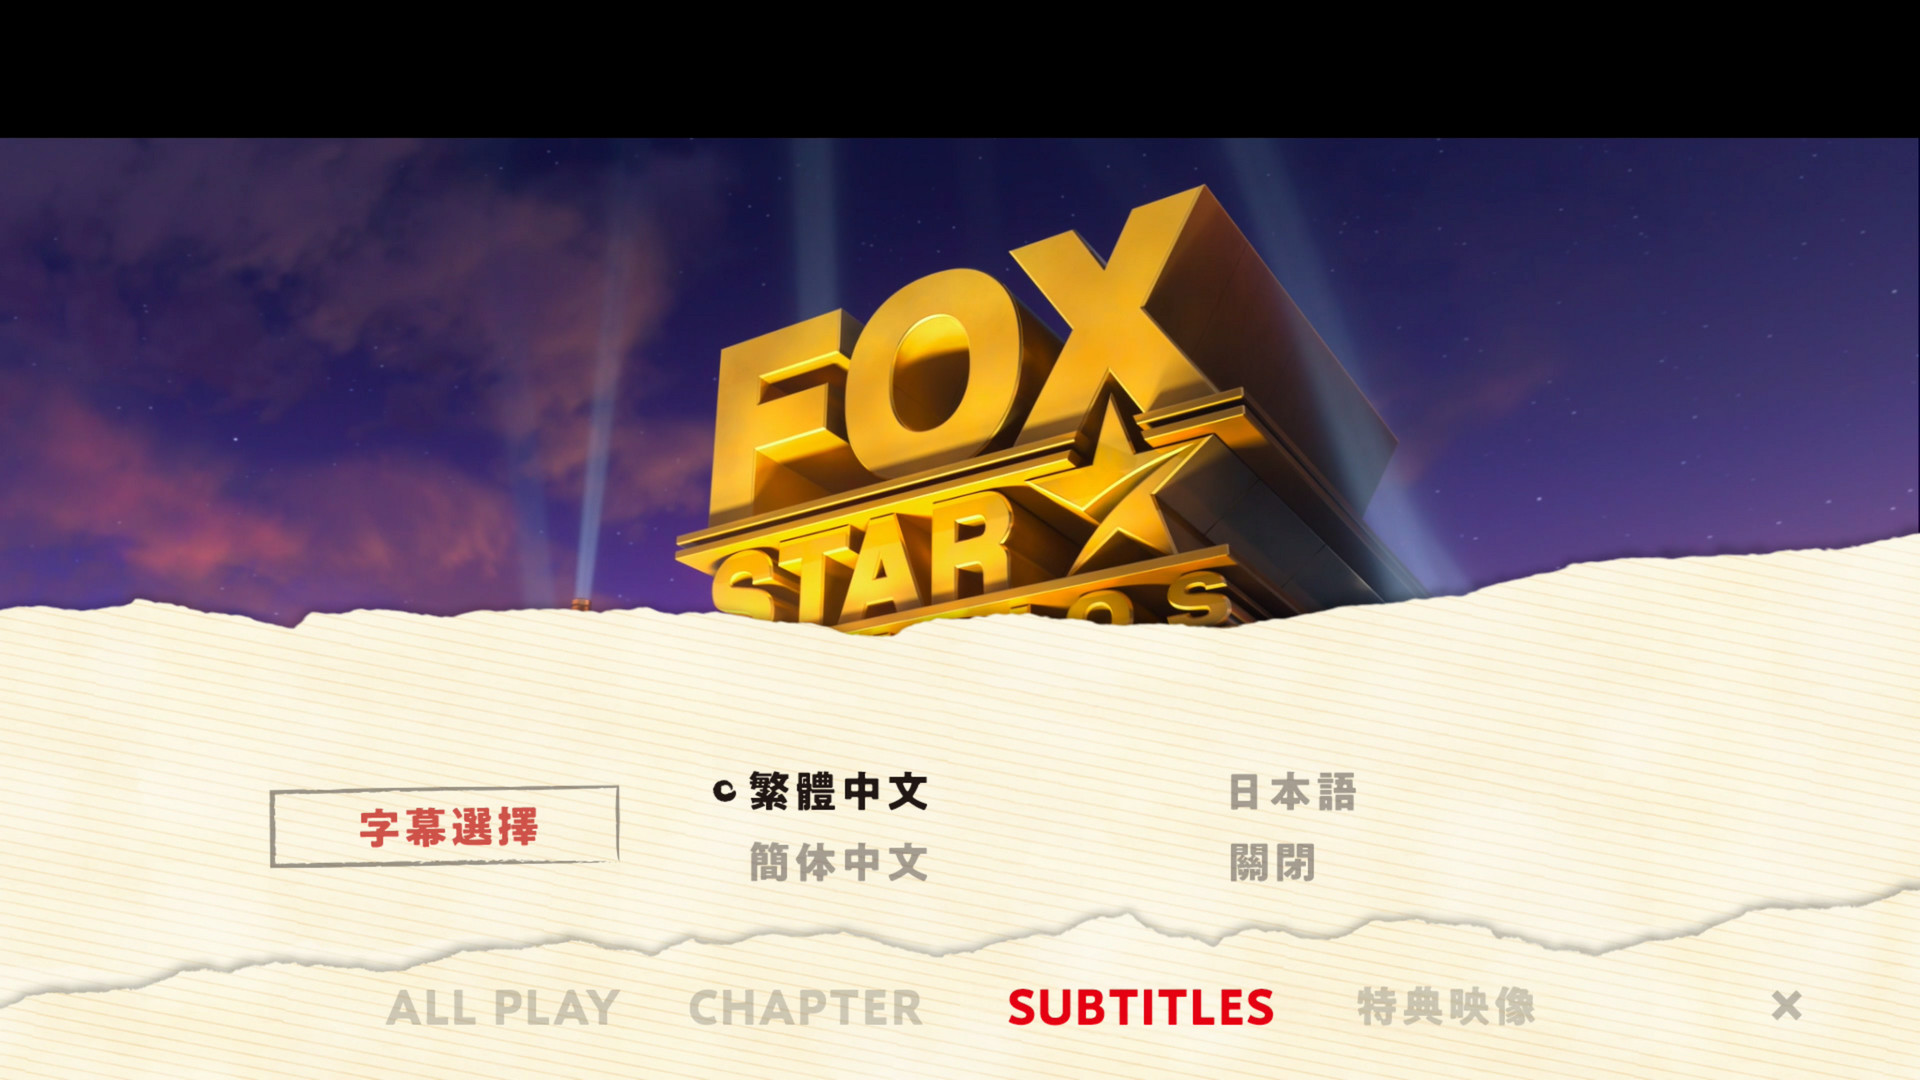 FOX
STAR
字幕選擇
繁體中文
日本語
簡体中文
關閉
ALL PLAY
CHAPTER
SUBTITLES
特典映像
×